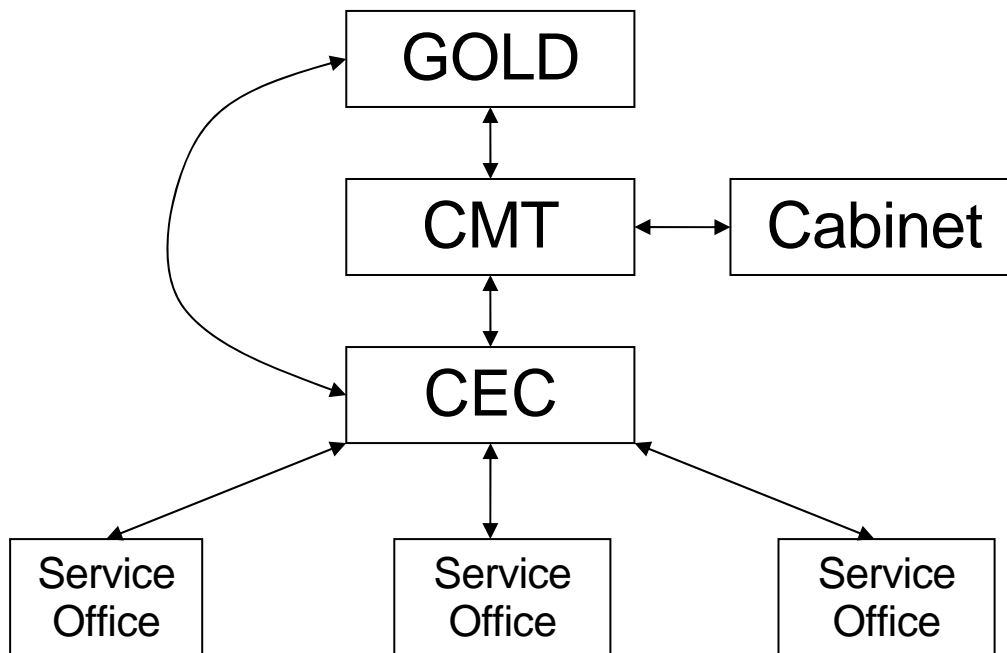 GOLD
CMT
Cabinet
CEC
Service
Office
Service
Office
Service
Office